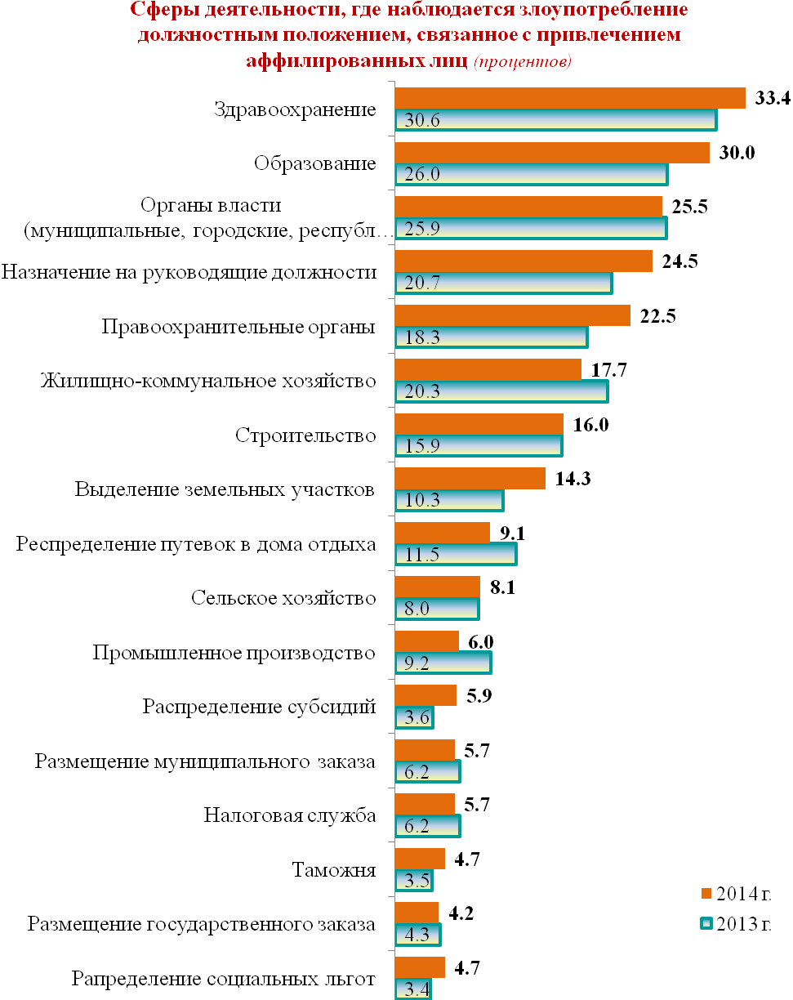 Сферы деятельности, где наблюдается злоупотребление
должностным положением, связанное с привлечением
аффилированных лиц (процентов)
Здравоохранение 33.4
30.6
Образование 30.0
26.0
Органы власти 25.5
(муниципальные, городские, республ... 25.9
Назначение на руководящие должности 24.5
20.7
Правоохранительные органы 22.5
18.3
Жилищно-коммунальное хозяйство 17.7
20.3
Строительство 16.0
15.9
Выделение земельных участков 14.3
10.3
Респределение путевок в дома отдыха 9.1
11.5
Сельское хозяйство 8.1
8.0
Промышленное производство 6.0
9.2
Распределение субсидий 5.9
3.6
Размещение муниципального заказа 5.7
6.2
Налоговая служба 5.7
6.2
Таможня 4.7
3.5
Размещение государственного заказа 4.2
4.3
Рапределение социальных льгот 4.7
3.4
2014 г.
2013 г.